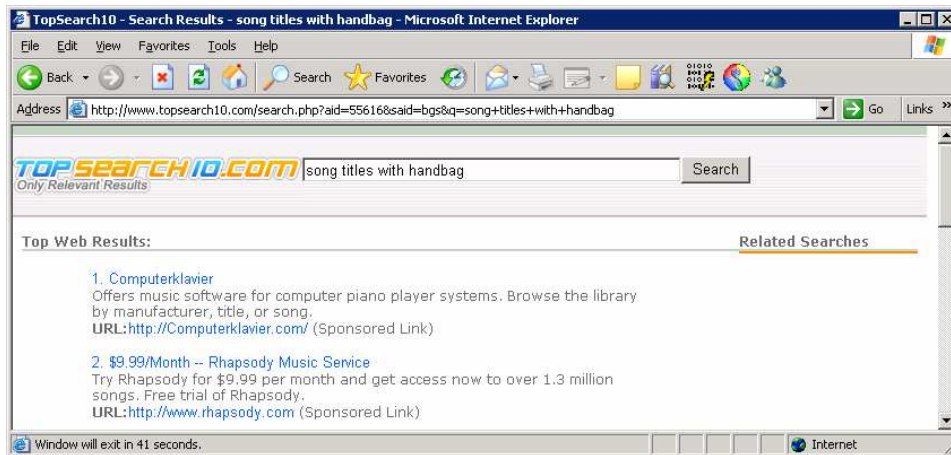 TopSearch10 - Search Results - song titles with handbag - Microsoft Internet Explorer
File Edit View Favorites Tools Help
Back Search Favorites
Address http://www.topsearch10.com/search.php?aid=55616&said=bgs&q=song+titles+with+handbag Go Links »
TOPSEARCH10.COM song titles with handbag Search
Only Relevant Results
Top Web Results: Related Searches
1. Computerklavier
Offers music software for computer piano player systems. Browse the library
by manufacturer, title, or song.
URL:http://Computerklavier.com/ (Sponsored Link)
2. $9.99/Month -- Rhapsody Music Service
Try Rhapsody for $9.99 per month and get access now to over 1.3 million
songs. Free trial of Rhapsody.
URL:http://www.rhapsody.com (Sponsored Link)
Window will exit in 41 seconds. Internet